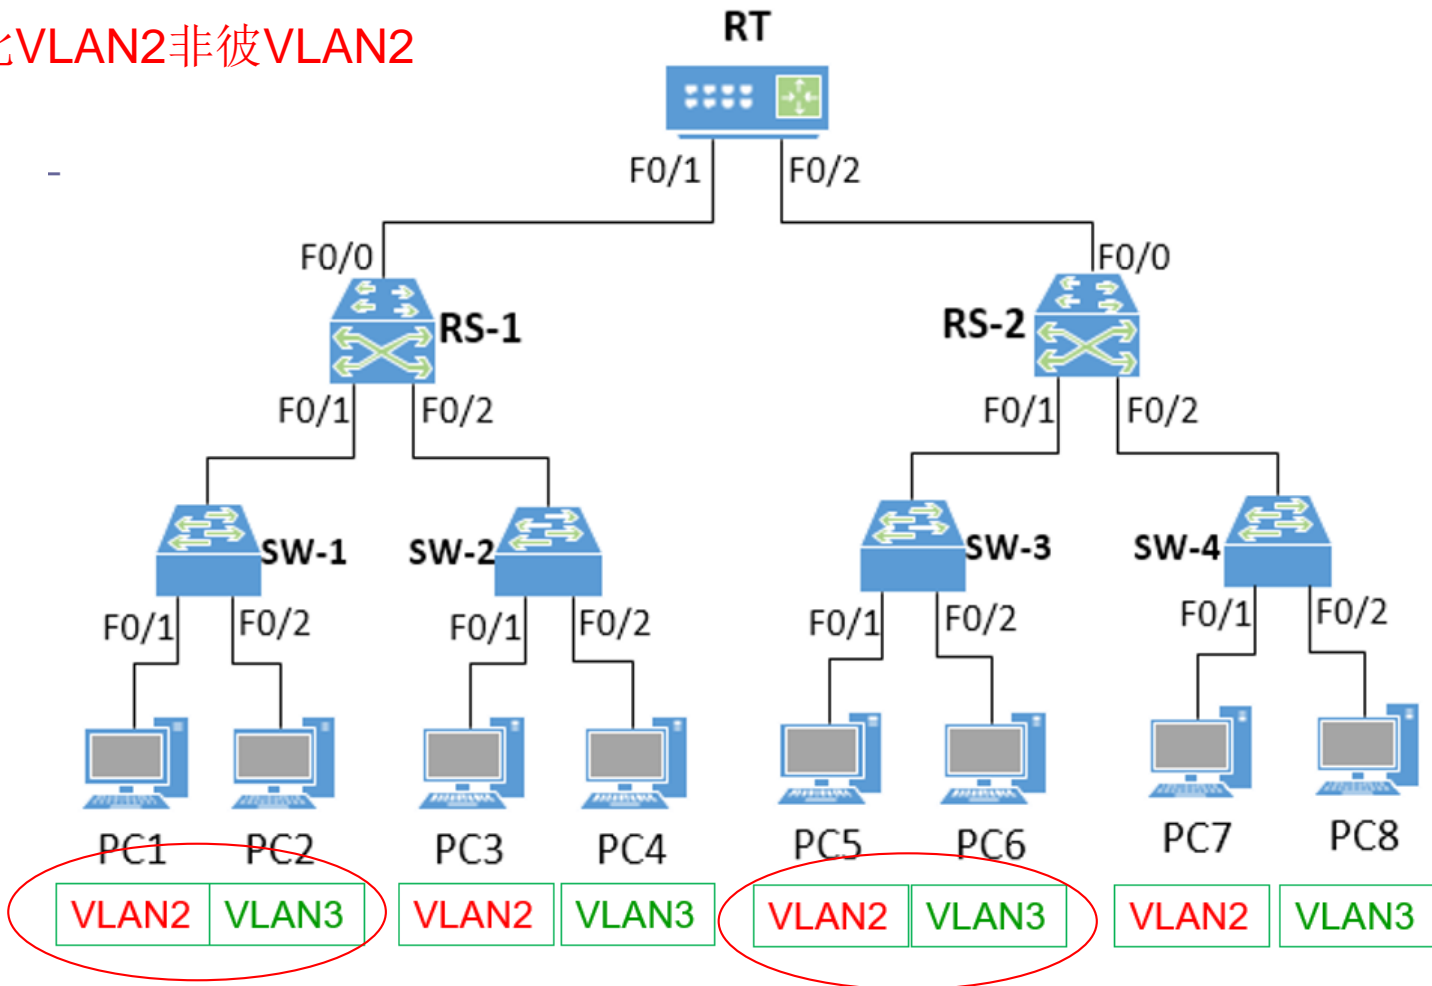 VLAN2非彼VLAN2
RT
F0/1 F0/2
F0/0 F0/0
RS-1 RS-2
F0/1 F0/2 F0/1 F0/2
SW-1 SW-2 SW-3 SW-4
F0/1 F0/2 F0/1 F0/2 F0/1 F0/2 F0/1 F0/2
PC1 PC2 PC3 PC4 PC5 PC6 PC7 PC8
VLAN2 VLAN3 VLAN2 VLAN3 VLAN2 VLAN3 VLAN2 VLAN3